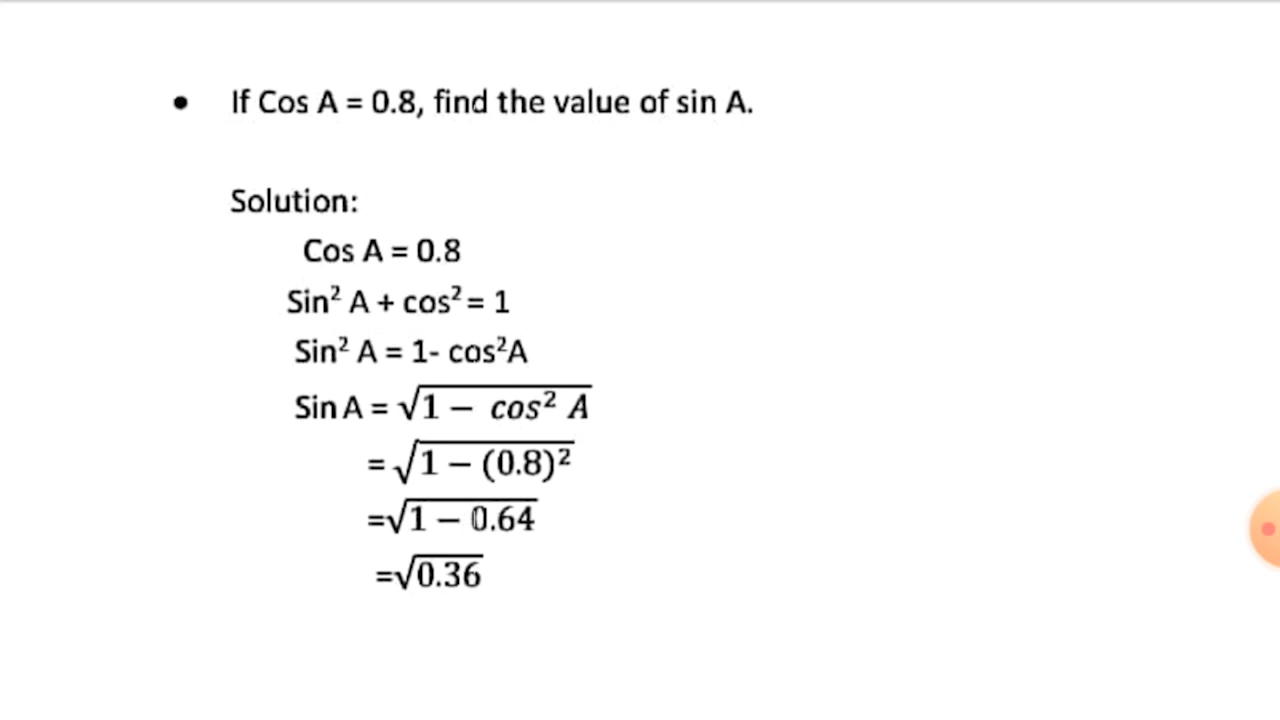 • If Cos A = 0.8, find the value of sin A.
Solution:
Cos A = 0.8
Sin² A + cos² = 1
Sin² A = 1- cos²A
Sin A = √1 − cos² A
= √1 − (0.8)²
=√1 − 0.64
=√0.36